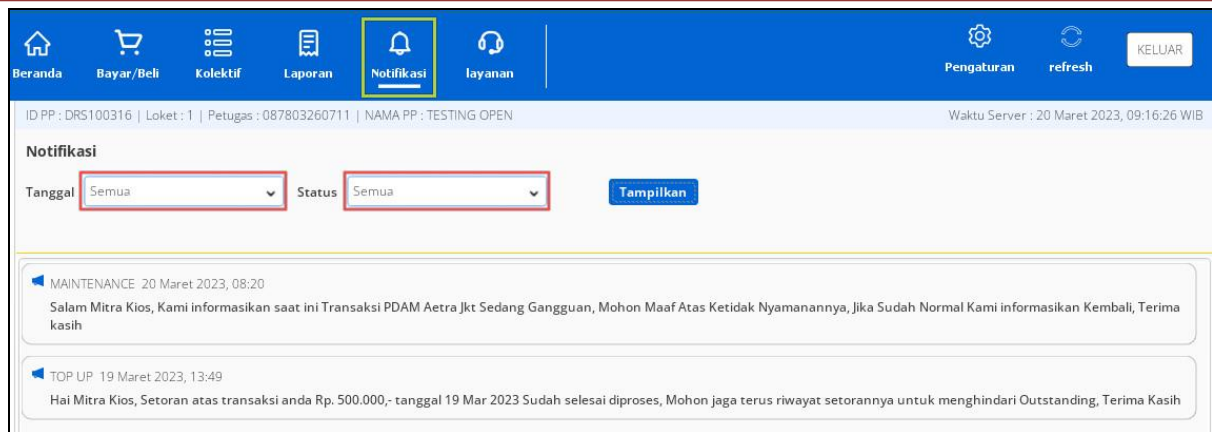 Beranda Bayar/Beli Kolektif Laporan Notifikasi layanan Pengaturan refresh KELUAR
ID PP : DRS100316 | Loket : 1 | Petugas : 087803260711 | NAMA PP : TESTING OPEN Waktu Server : 20 Maret 2023, 09:16:26 WIB
Notifikasi
Tanggal Semua Status Semua Tampilkan
MAINTENANCE 20 Maret 2023, 08:20
Salam Mitra Kios, Kami informasikan saat ini Transaksi PDAM Aetra Jkt Sedang Gangguan, Mohon Maaf Atas Ketidak Nyamanannya, Jika Sudah Normal Kami informasikan Kembali, Terima
kasih
TOP UP 19 Maret 2023, 13:49
Hai Mitra Kios, Setoran atas transaksi anda Rp. 500.000,- tanggal 19 Mar 2023 Sudah selesai diproses, Mohon jaga terus riwayat setorannya untuk menghindari Outstanding, Terima Kasih